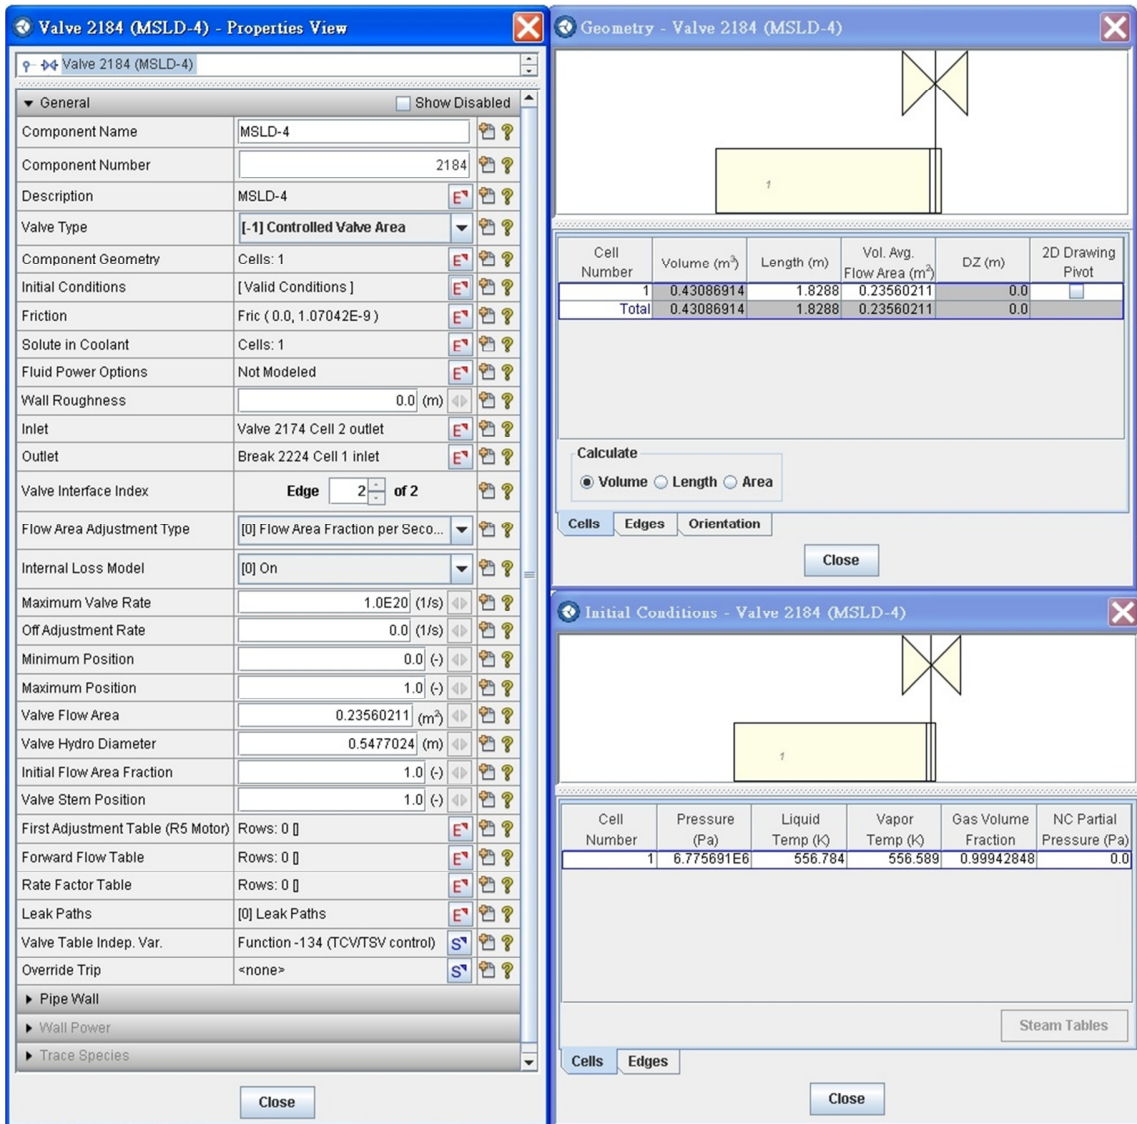 Valve 2184 (MSLD-4) - Properties View
Valve 2184 (MSLD-4)
General Show Disabled
Component Name MSLD-4
Component Number 2184
Description MSLD-4 E
Valve Type [-1] Controlled Valve Area
Component Geometry Cells: 1 E
Initial Conditions [ Valid Conditions ] E
Friction Fric ( 0.0, 1.07042E-9 ) E
Solute in Coolant Cells: 1 E
Fluid Power Options Not Modeled E
Wall Roughness 0.0 (m)
Inlet Valve 2174 Cell 2 outlet E
Outlet Break 2224 Cell 1 inlet E
Valve Interface Index Edge 2 of 2
Flow Area Adjustment Type [0] Flow Area Fraction per Seco...
Internal Loss Model [0] On
Maximum Valve Rate 1.0E20 (1/s)
Off Adjustment Rate 0.0 (1/s)
Minimum Position 0.0 (-)
Maximum Position 1.0 (-)
Valve Flow Area 0.23560211 (m²)
Valve Hydro Diameter 0.5477024 (m)
Initial Flow Area Fraction 1.0 (-)
Valve Stem Position 1.0 (-)
First Adjustment Table (R5 Motor) Rows: 0 [] E
Forward Flow Table Rows: 0 [] E
Rate Factor Table Rows: 0 [] E
Leak Paths [0] Leak Paths E
Valve Table Indep. Var. Function -134 (TCV/TSV control) S
Override Trip <none> S
Pipe Wall
Wall Power
Trace Species
Close
Geometry - Valve 2184 (MSLD-4)
1
Cell Number Volume (m³) Length (m) Vol. Avg. Flow Area (m²) DZ (m) 2D Drawing Pivot
1 0.43086914 1.8288 0.23560211 0.0
Total 0.43086914 1.8288 0.23560211 0.0
Calculate
Volume Length Area
Cells Edges Orientation
Close
Initial Conditions - Valve 2184 (MSLD-4)
1
Cell Number Pressure (Pa) Liquid Temp (K) Vapor Temp (K) Gas Volume Fraction NC Partial Pressure (Pa)
1 6.775691E6 556.784 556.589 0.99942848 0.0
Steam Tables
Cells Edges
Close